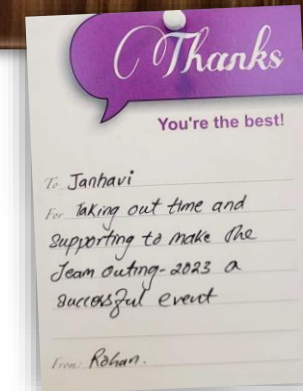 Thanks
You're the best!
To Janhavi
For Taking out time and
Supporting to make the
Team outing-2023 a
successful event
From: Rohan.